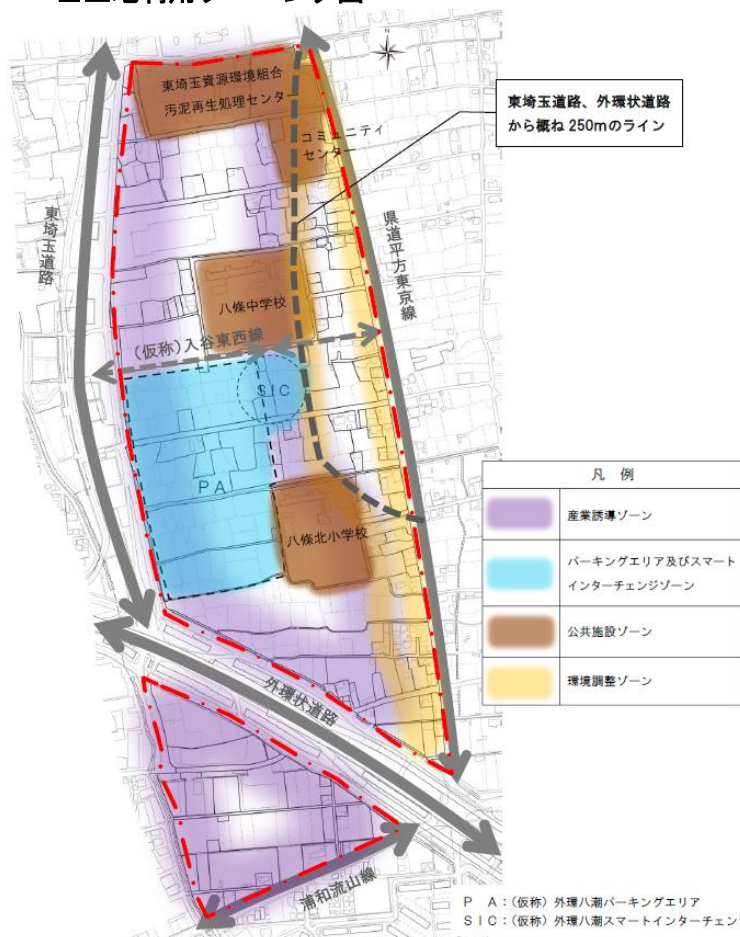 東埼玉資源環境組合
汚泥再生処理センター
コミュニティ
センター
東埼玉道路、外環状道路
から概ね 250mのライン
東埼玉道路
県道平方東京線
八條中学校
(仮称)入谷東西線
SIC
PA
八條北小学校
外環状道路
浦和流山線
凡 例
産業誘導ゾーン
パーキングエリア及びスマート
インターチェンジゾーン
公共施設ゾーン
環境調整ゾーン
P A:(仮称) 外環八潮パーキングエリア
S I C:(仮称) 外環八潮スマートインターチェン